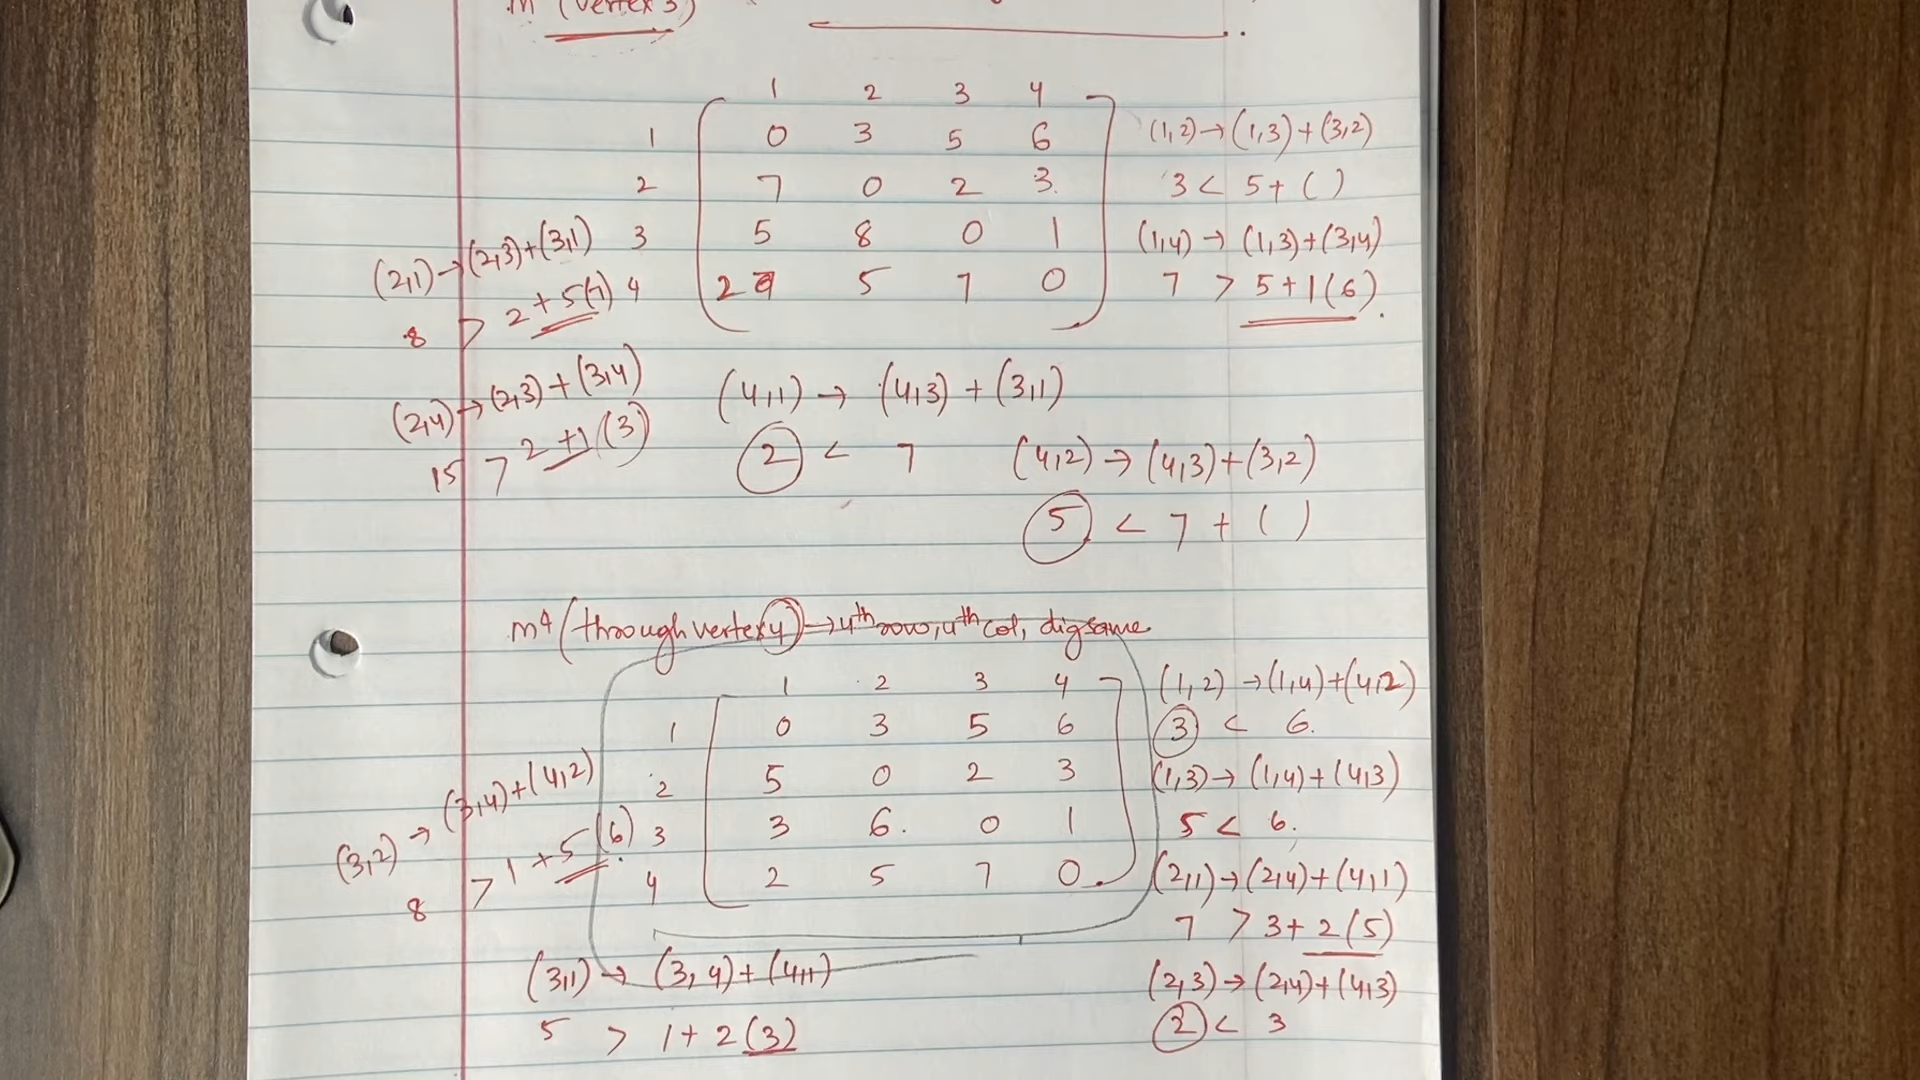 m (vertex 3)
1 2 3 4
1 0 3 5 6
2 7 0 2 3
3 5 8 0 1
4 2 5 7 0
(1,2)→(1,3)+(3,2)
3 < 5+( )
(1,4)→(1,3)+(3,4)
7 > 5+1(6)
(2,1)→(2,3)+(3,1)
8 > 2+5(7)
(2,4)→(2,3)+(3,4)
15 > 2+1(3)
(4,1)→(4,3)+(3,1)
2 < 7
(4,2)→(4,3)+(3,2)
5 < 7+( )
m⁴(through vertex 4)→4th row, 4th col, dig same
1 2 3 4
1 0 3 5 6
2 5 0 2 3
3 3 6 0 1
4 2 5 7 0
(1,2)→(1,4)+(4,2)
3 < 6
(1,3)→(1,4)+(4,3)
5 < 6.
(2,1)→(2,4)+(4,1)
7 > 3+2(5)
(2,3)→(2,4)+(4,3)
2 < 3
(3,2)→(3,4)+(4,2)
8 > 1+5(6)
(3,1)→(3,4)+(4,1)
5 > 1+2(3)